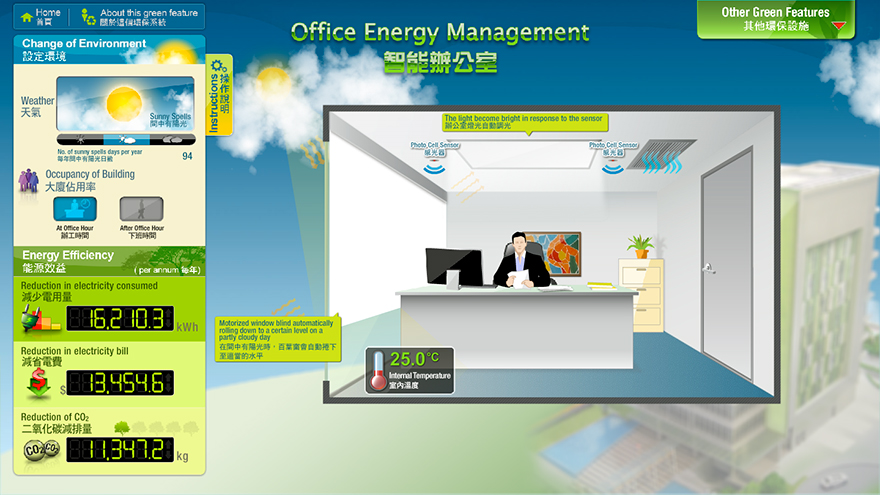 Home
首頁
About this green feature
關於這個環保系統
Office Energy Management
智能辦公室
Other Green Features
其他環保設施
Change of Environment
設定環境
Instructions
操作說明
Weather
天氣
Sunny Spells
間中有陽光
No. of sunny spells days per year
每年間中有陽光日數
94
Occupancy of Building
大廈佔用率
At Office Hour
辦工時間
After Office Hour
下班時間
Energy Efficiency
能源效益
( per annum 每年)
Reduction in electricity consumed
減少電用量
16,210.3 kWh
Reduction in electricity bill
減省電費
$ 13,454.6
Reduction of CO2
二氧化碳減排量
CO2 CO2
11,347.2 kg
The light become bright in response to the sensor
辦公室燈光自動調光
Photo Cell Sensor
感光器
Photo Cell Sensor
感光器
Motorized window blind automatically
rolling down to a certain level on a
partly cloudy day
在間中有陽光時，百葉窗會自動捲下
至適當的水平
25.0°C
Internal Temperature
室內溫度